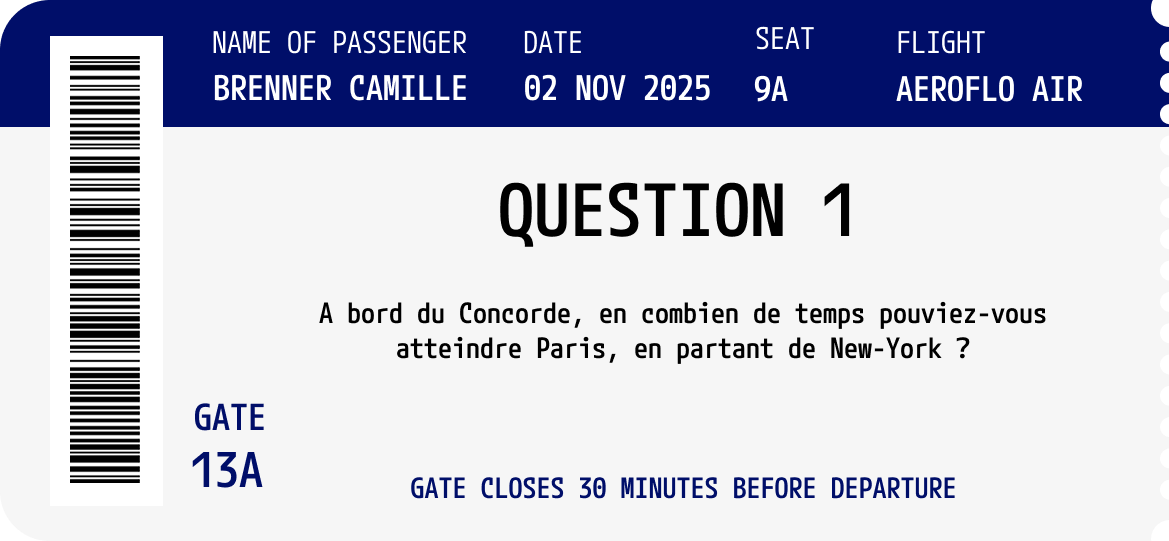 NAME OF PASSENGER DATE SEAT FLIGHT
BRENNER CAMILLE 02 NOV 2025 9A AEROFLO AIR
QUESTION 1
A bord du Concorde, en combien de temps pouviez-vous
atteindre Paris, en partant de New-York ?
GATE
13A
GATE CLOSES 30 MINUTES BEFORE DEPARTURE